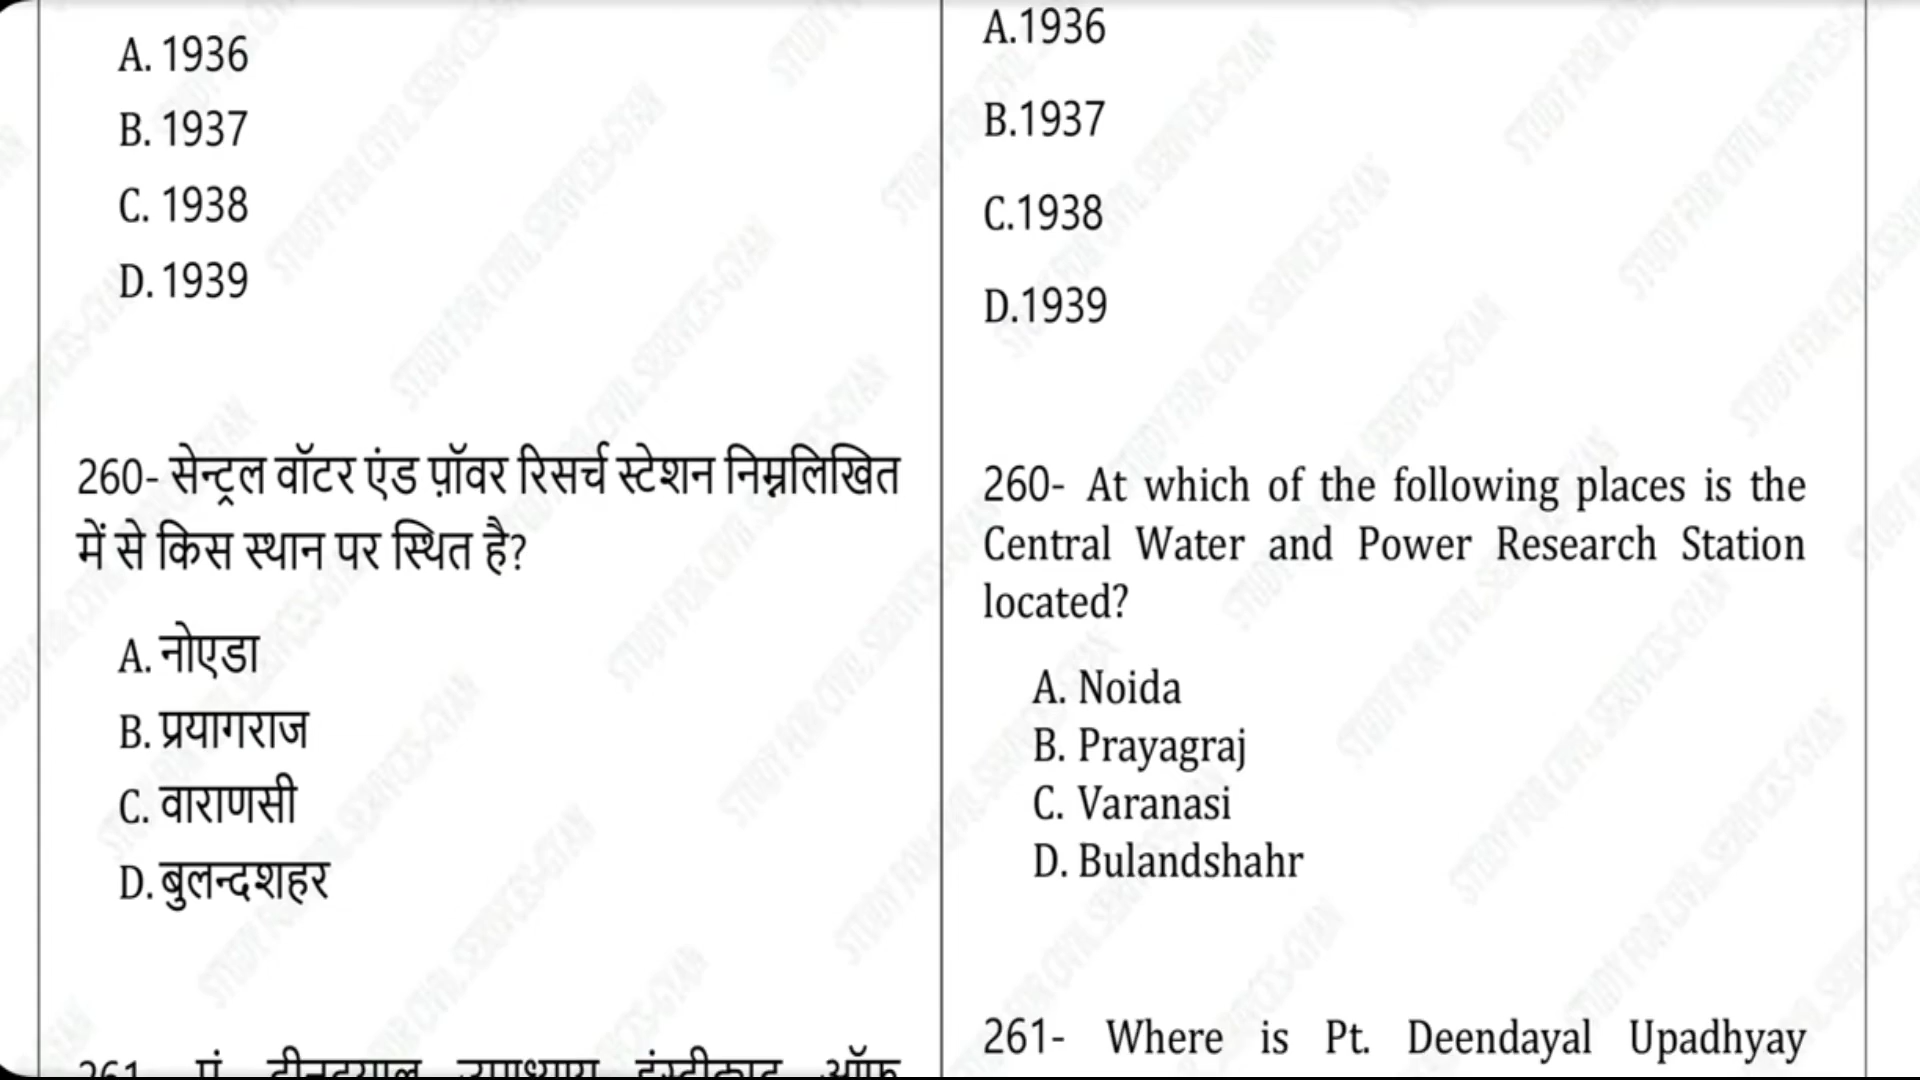 A. 1936
B. 1937
C. 1938
D. 1939
260- सेन्ट्रल वॉटर एंड प़ॉवर रिसर्च स्टेशन निम्नलिखित
में से किस स्थान पर स्थित है?
A. नोएडा
B. प्रयागराज
C. वाराणसी
D. बुलन्दशहर
A.1936
B.1937
C.1938
D.1939
260- At which of the following places is the
Central Water and Power Research Station
located?
A. Noida
B. Prayagraj
C. Varanasi
D. Bulandshahr
261- Where is Pt. Deendayal Upadhyay